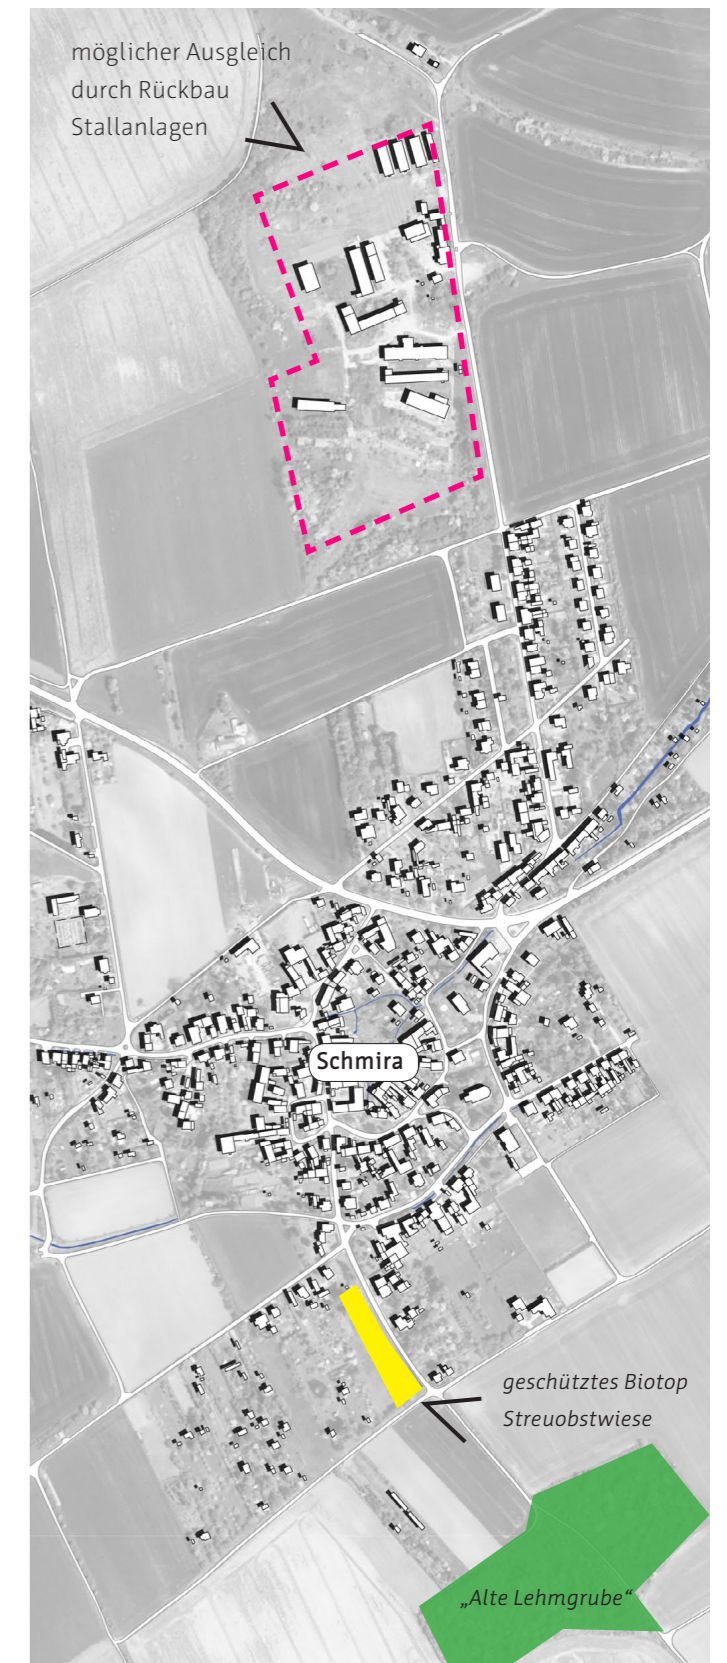 möglicher Ausgleich
durch Rückbau
Stallanlagen
Schmira
geschütztes Biotop
Streuobstwiese
„Alte Lehmgrube“